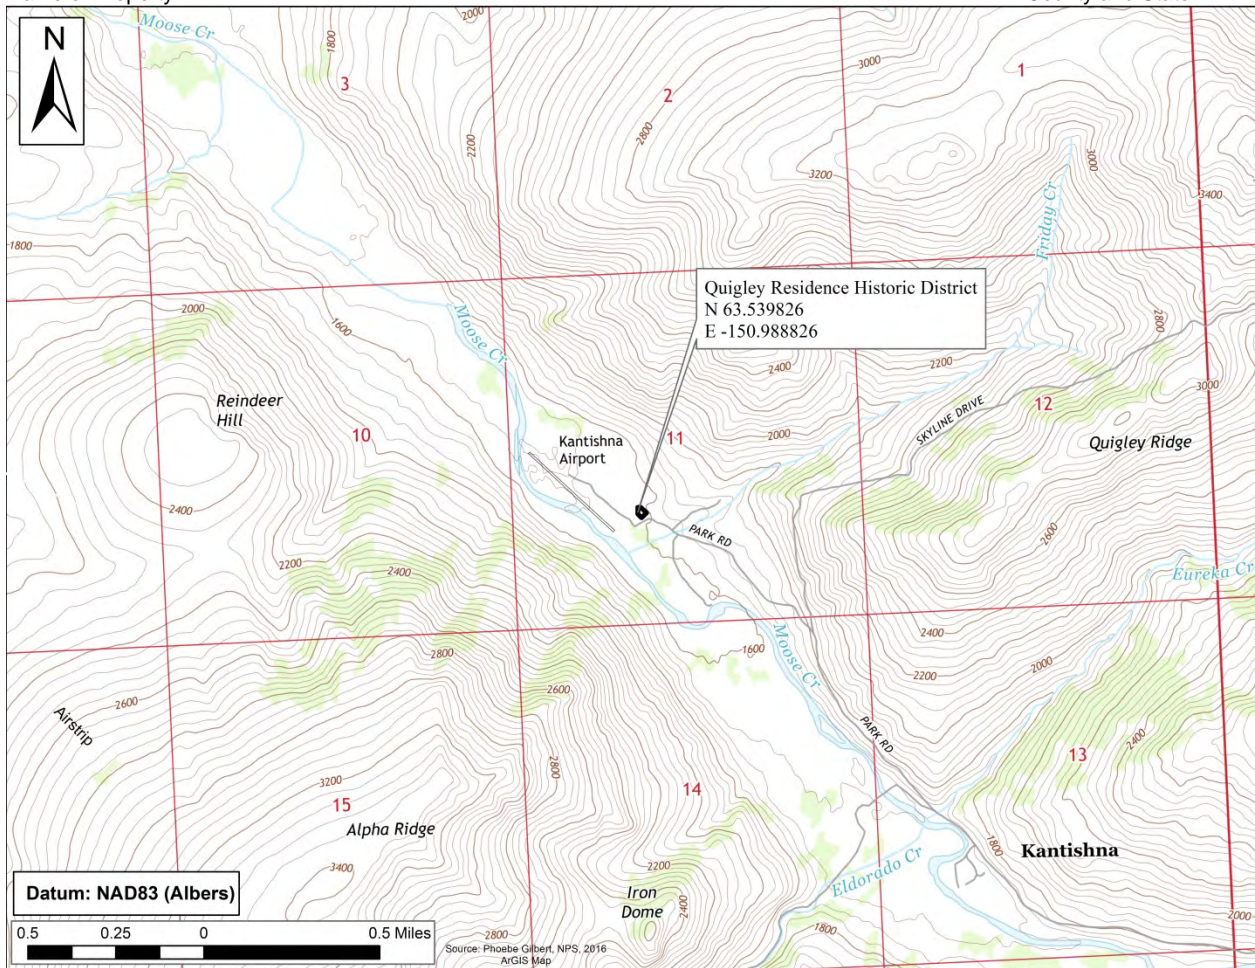 N
Moose Cr
2000
1800
3
2
1
3000
2200
2800
3200
3000
3400
Friday Cr
1800
2000
1600
Moose Cr
Quigley Residence Historic District
N 63.539826
E -150.988826
2800
2200
2400
3000
Reindeer
Hill
10
Kantishna
Airport
11
2000
SKYLINE DRIVE
12
Quigley Ridge
2400
PARK RD
2600
2200
2400
Eureka Cr
2800
1600
Moose Cr
2400
2000
2200
2600
2600
Airstrip
PARK RD
2400
13
2800
3200
15
14
Alpha Ridge
3400
2200
1800
Kantishna
Eldorado Cr
Iron
Dome
2400
1800
2000
2800
Datum: NAD83 (Albers)
0.5 0.25 0 0.5 Miles
Source: Phoebe Gilbert, NPS, 2016
ArGIS Map